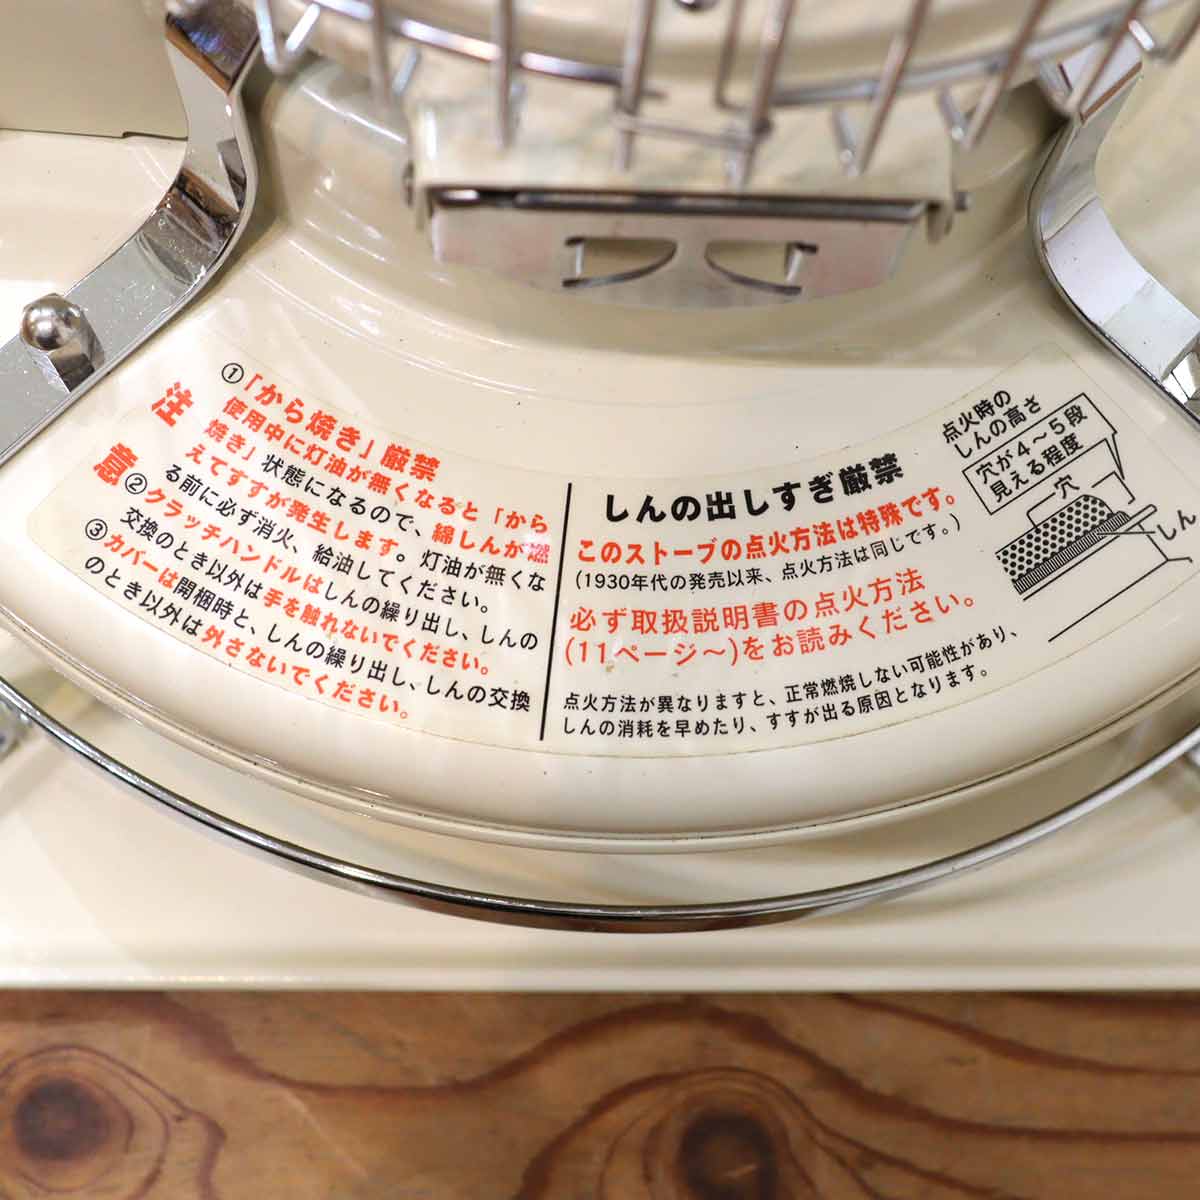 注意
①「から焼き」厳禁
使用中に灯油が無くなると「から
焼き」状態になるので、綿しんが燃
えてすすが発生します。灯油が無くな
る前に必ず消火、給油してください。
②クラッチハンドルはしんの繰り出し、しんの
交換のとき以外は手を触れないでください。
③カバーは開梱時と、しんの繰り出し、しんの交換
のとき以外は外さないでください。
しんの出しすぎ厳禁
このストーブの点火方法は特殊です。
(1930年代の発売以来、点火方法は同じです。)
必ず取扱説明書の点火方法
(11ページ〜)をお読みください。
点火方法が異なりますと、正常燃焼しない可能性があり、
しんの消耗を早めたり、すすが出る原因となります。
点火時の
しんの高さ
穴が4〜5段
見える程度
穴
しん